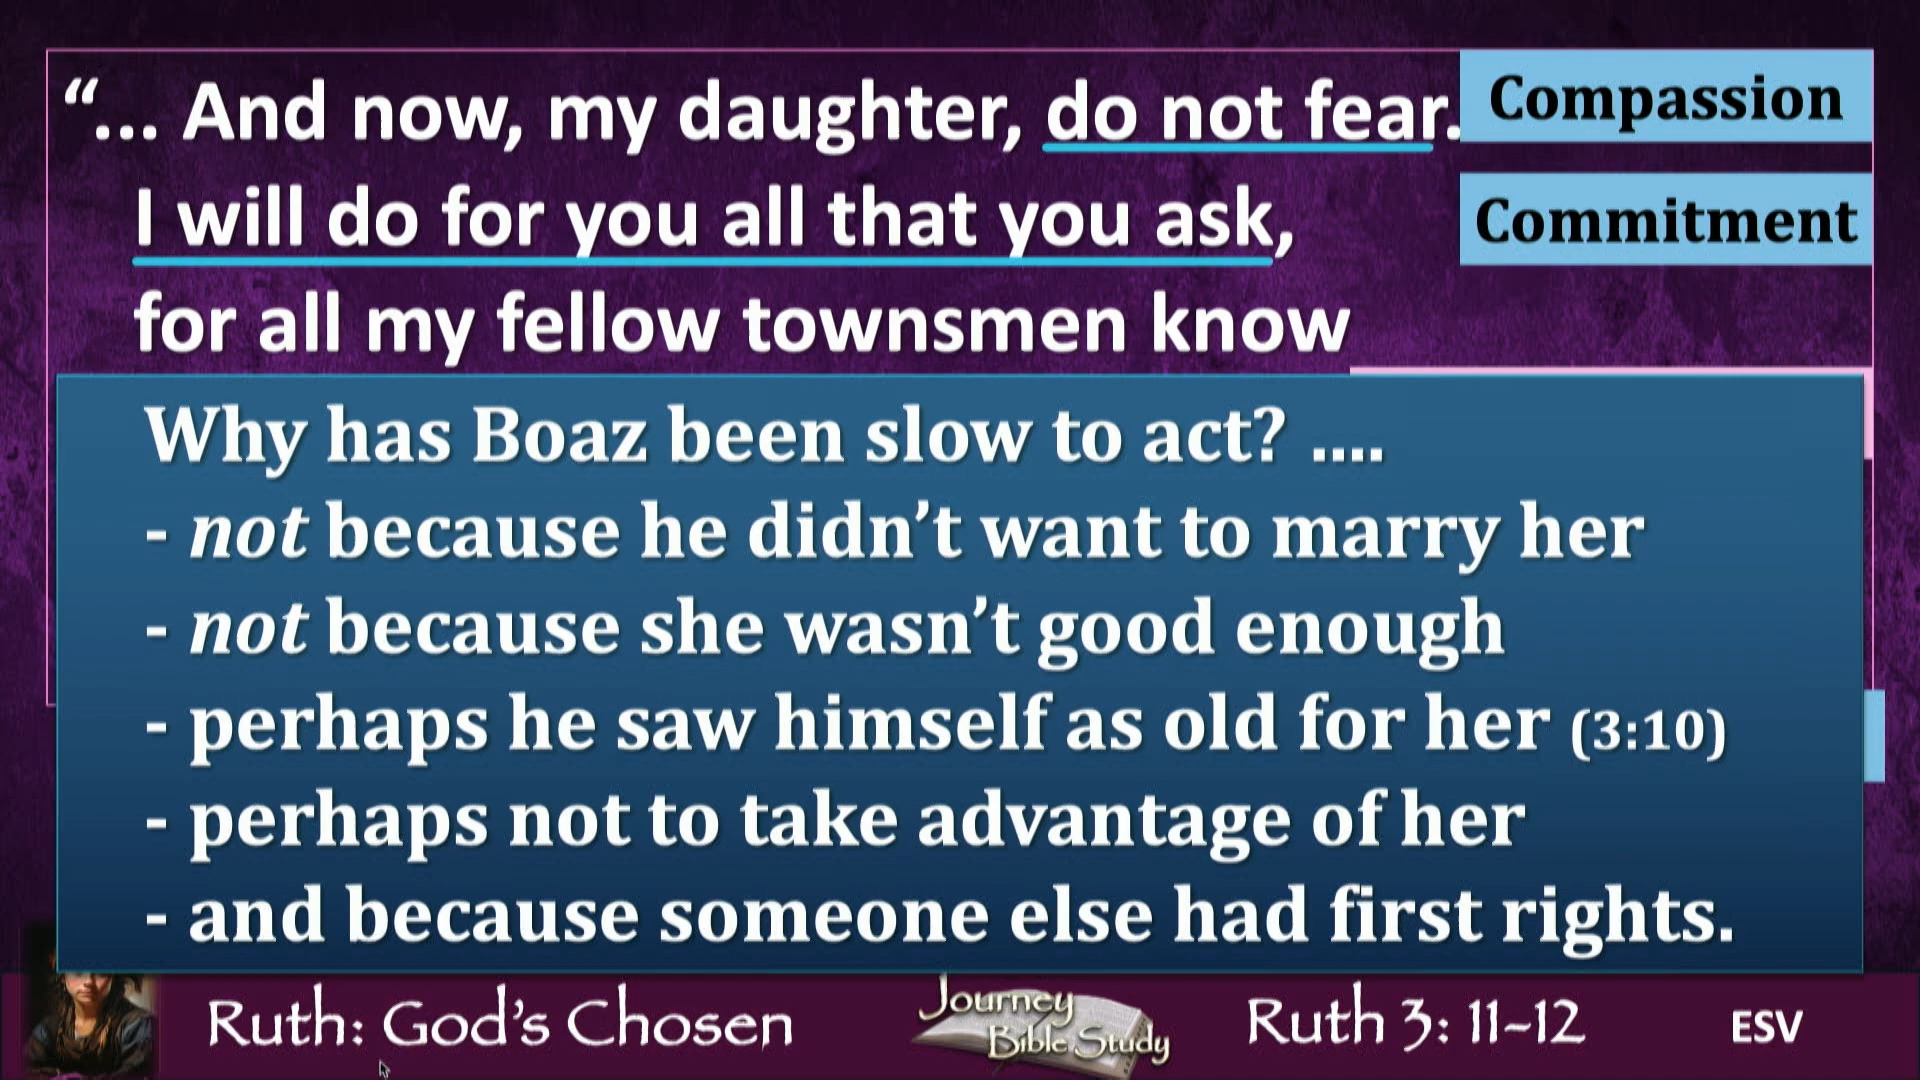 “... And now, my daughter, do not fear.
Compassion
I will do for you all that you ask,
Commitment
for all my fellow townsmen know
Why has Boaz been slow to act? ....
- not because he didn’t want to marry her
- not because she wasn’t good enough
- perhaps he saw himself as old for her (3:10)
- perhaps not to take advantage of her
- and because someone else had first rights.
Ruth: God’s Chosen
Journey
Bible Study
Ruth 3: 11-12
ESV